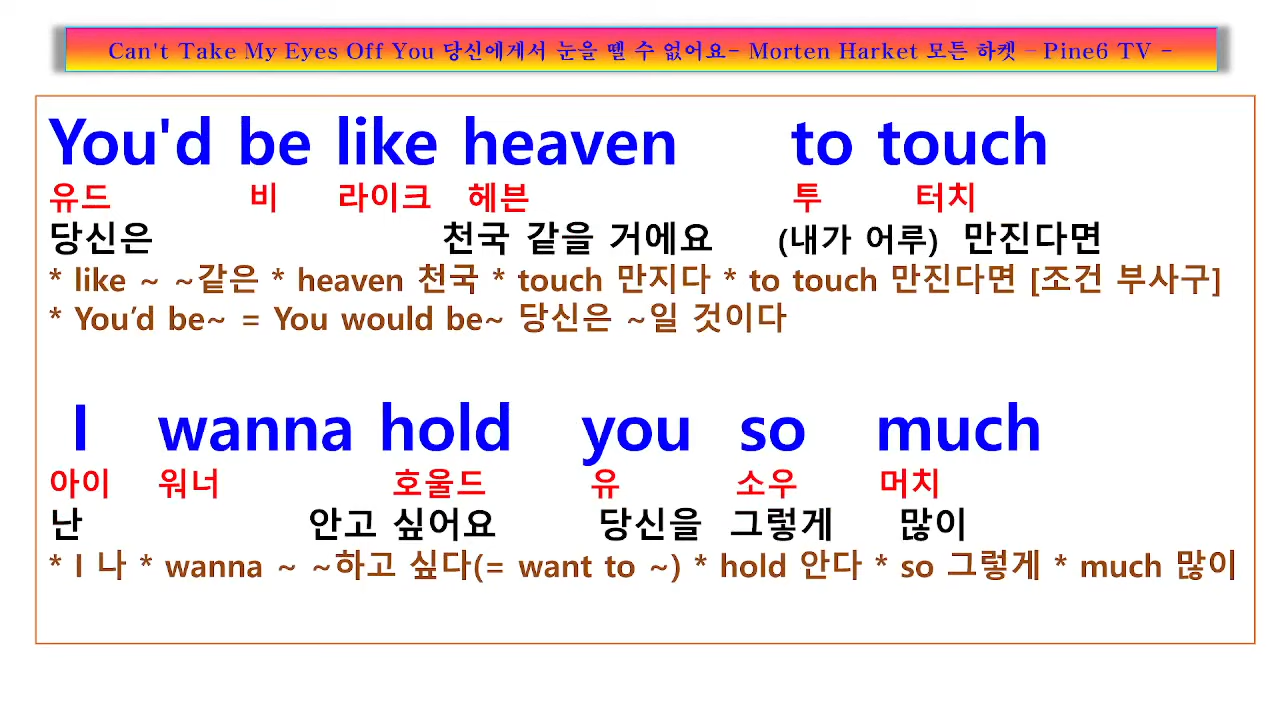 Can't Take My Eyes Off You 당신에게서 눈을 뗄 수 없어요- Morten Harket 모튼 하켓 - Pine6 TV -
You'd be like heaven to touch
유드 비 라이크 헤븐 투 터치
당신은 천국 같을 거에요 (내가 어루) 만진다면
* like ~ ~같은 * heaven 천국 * touch 만지다 * to touch 만진다면 [조건 부사구]
* You’d be~ = You would be~ 당신은 ~일 것이다
I wanna hold you so much
아이 워너 호울드 유 소우 머치
난 안고 싶어요 당신을 그렇게 많이
* I 나 * wanna ~ ~하고 싶다(= want to ~) * hold 안다 * so 그렇게 * much 많이